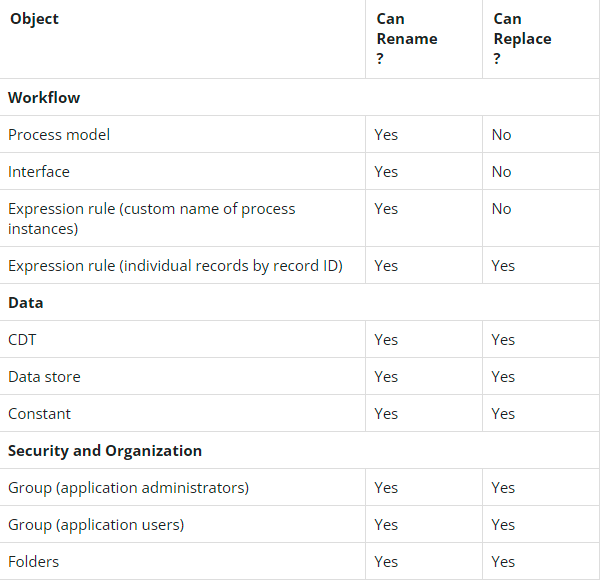 Object Can Rename ? Can Replace ?
Workflow
Process model Yes No
Interface Yes No
Expression rule (custom name of process instances) Yes No
Expression rule (individual records by record ID) Yes Yes
Data
CDT Yes Yes
Data store Yes Yes
Constant Yes Yes
Security and Organization
Group (application administrators) Yes Yes
Group (application users) Yes Yes
Folders Yes Yes